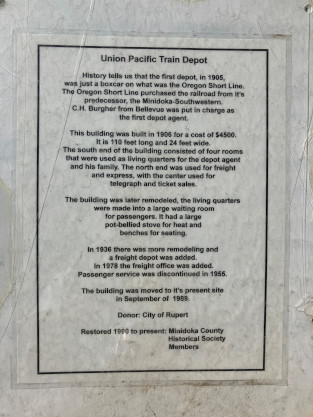 Union Pacific Train Depot
History tells us that the first depot, in 1905,
was just a boxcar on what was the Oregon Short Line.
The Oregon Short Line purchased the railroad from it's
predecessor, the Minidoka-Southwestern.
C.H. Burgher from Bellevue was put in charge as
the first depot agent.
This building was built in 1906 for a cost of $4500.
It is 110 feet long and 24 feet wide.
The south end of the building consisted of four rooms
that were used as living quarters for the depot agent
and his family. The north end was used for freight
and express, with the center used for
telegraph and ticket sales.
The building was later remodeled, the living quarters
were made into a large waiting room
for passengers. It had a large
pot-bellied stove for heat and
benches for seating.
In 1936 there was more remodeling and
a freight depot was added.
In 1978 the freight office was added.
Passenger service was discontinued in 1955.
The building was moved to it's present site
in September of 1989.
Donor: City of Rupert
Restored 1990 to present: Minidoka County
Historical Society
Members